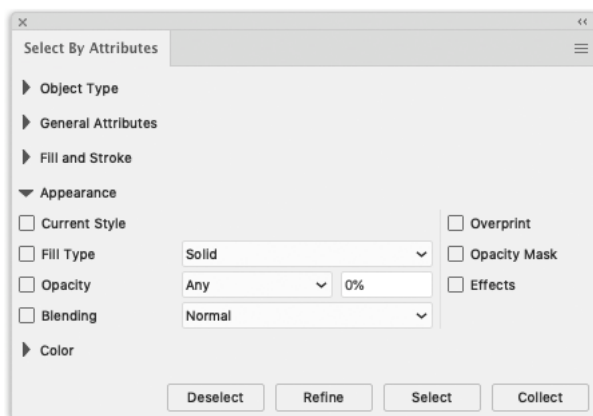 Select By Attributes
Object Type
General Attributes
Fill and Stroke
Appearance
Current Style
Overprint
Fill Type Solid
Opacity Mask
Opacity Any 0%
Effects
Blending Normal
Color
Deselect Refine Select Collect